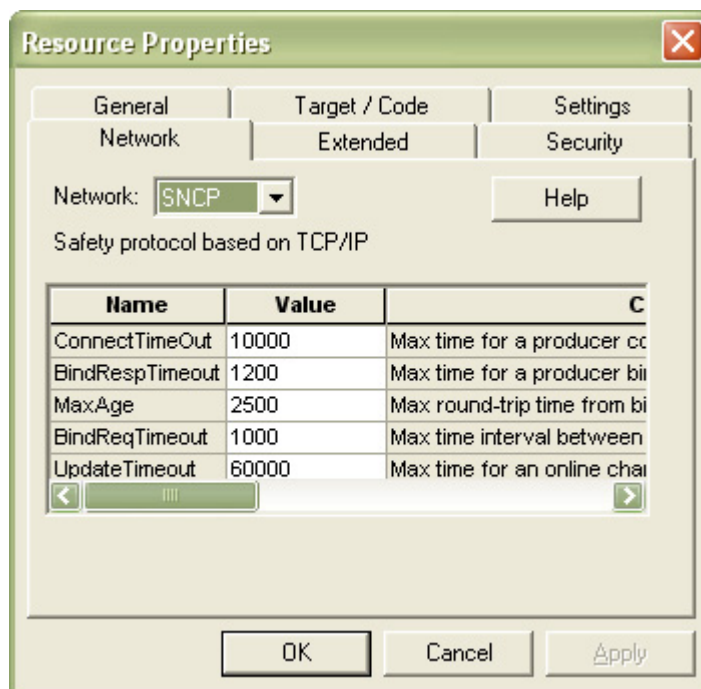 Resource Properties
General Target / Code Settings
Network Extended Security
Network: SNCP Help
Safety protocol based on TCP/IP
Name Value C
ConnectTimeOut 10000 Max time for a producer co
BindRespTimeout 1200 Max time for a producer bi
MaxAge 2500 Max round-trip time from bi
BindReqTimeout 1000 Max time interval between
UpdateTimeout 60000 Max time for an online cha
OK Cancel Apply